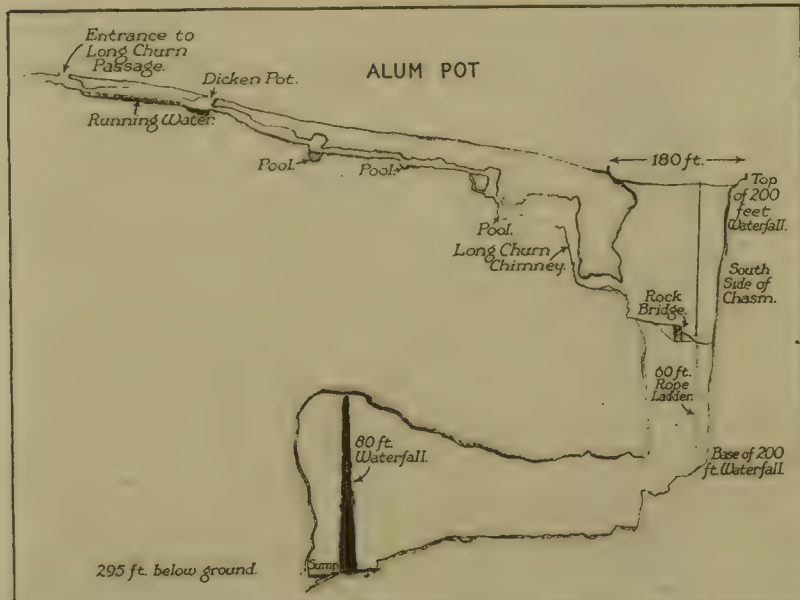 ALUM POT
Entrance to
Long Churn
Passage.
Dicken Pot.
Running Water.
Pool.
Pool.
180 ft.
Top
of 200
feet
Waterfall.
Pool.
Long Churn
Chimney.
South
Side of
Chasm.
Rock
Bridge.
60 ft.
Rope
Ladder.
80 ft.
Waterfall.
Base of 200
ft. Waterfall.
Sump
295 ft. below ground.